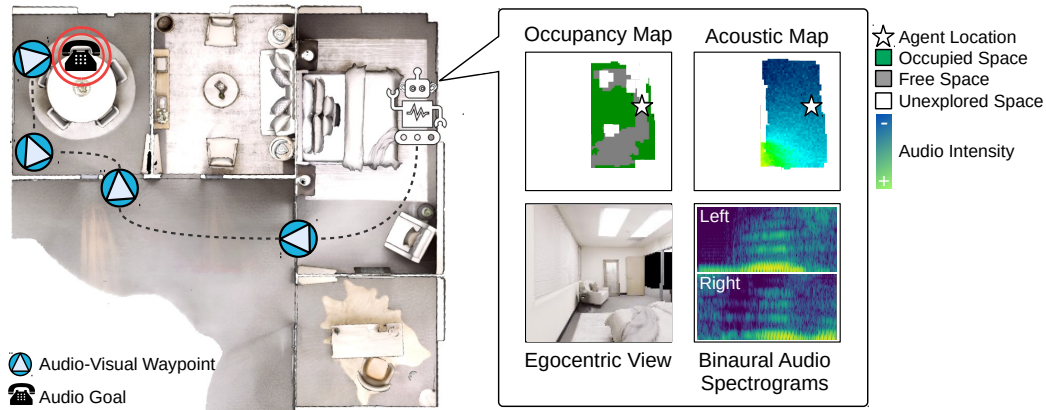 Occupancy Map
Acoustic Map
Agent Location
Occupied Space
Free Space
Unexplored Space
-
Audio Intensity
+
Left
Right
Egocentric View
Binaural Audio
Spectrograms
Audio-Visual Waypoint
Audio Goal